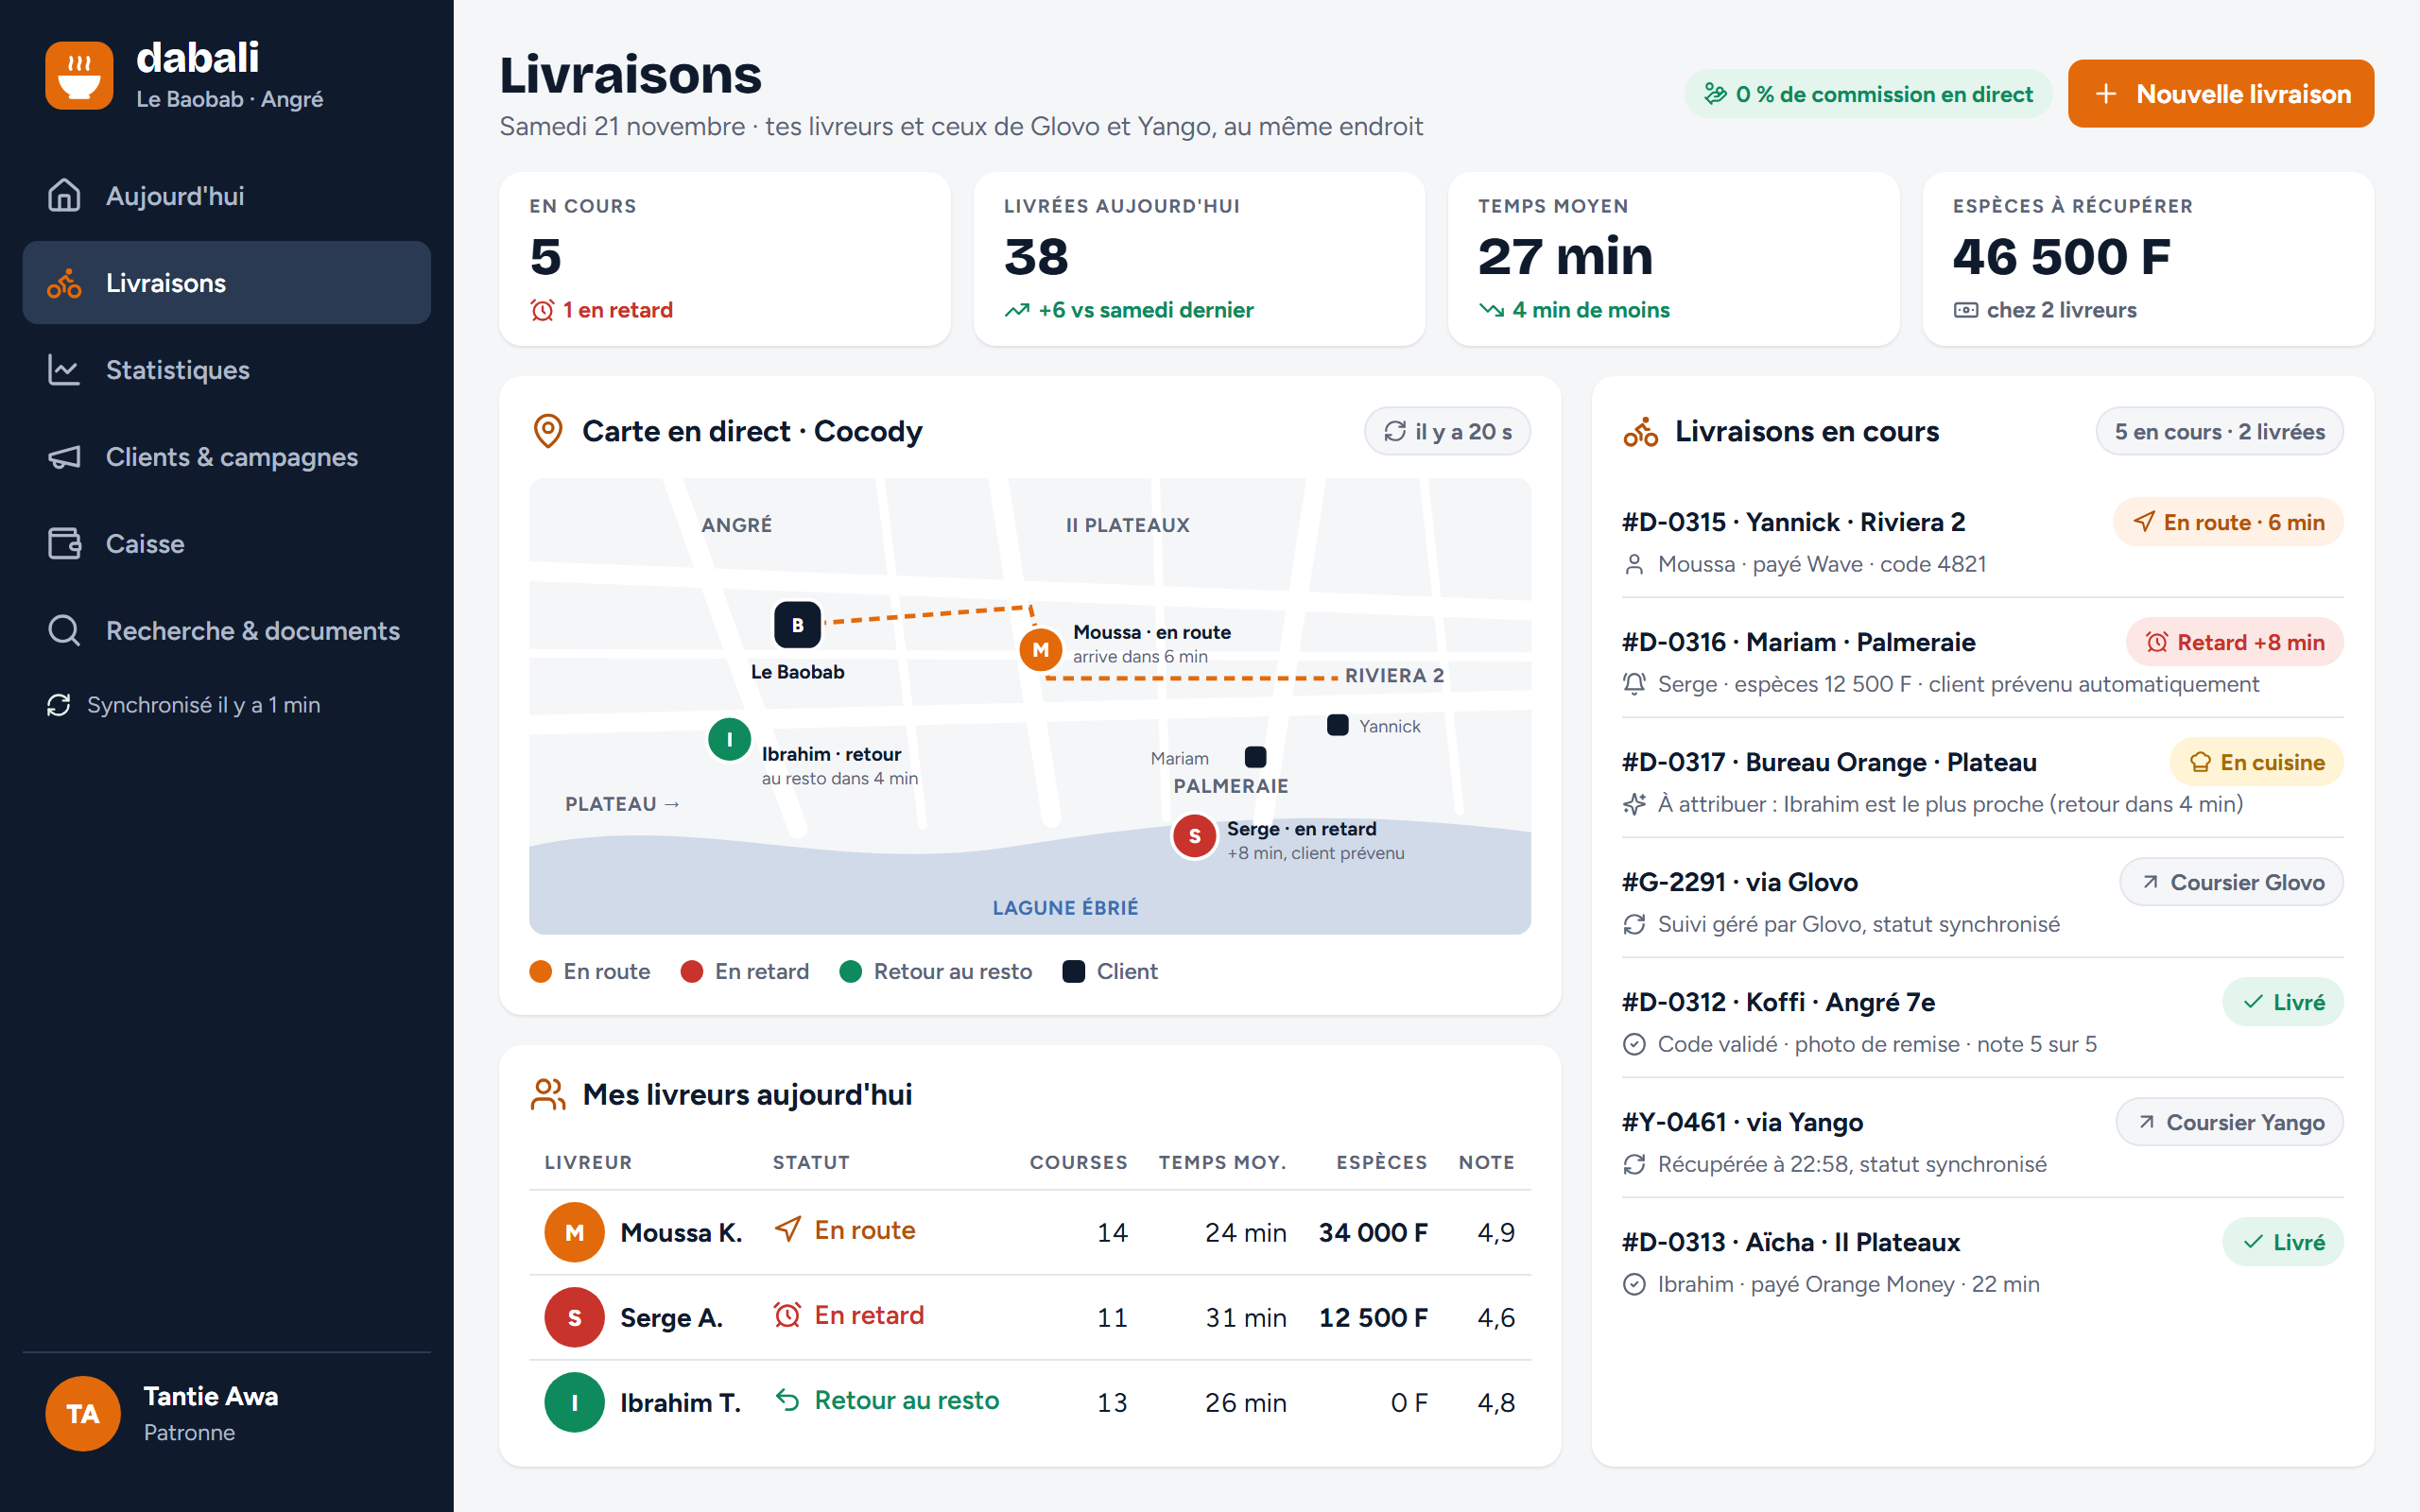 dabali
Le Baobab · Angré
Aujourd'hui
Livraisons
Statistiques
Clients & campagnes
Caisse
Recherche & documents
Synchronisé il y a 1 min
TA
Tantie Awa
Patronne
Livraisons
Samedi 21 novembre · tes livreurs et ceux de Glovo et Yango, au même endroit
0 % de commission en direct
Nouvelle livraison
EN COURS
5
1 en retard
LIVRÉES AUJOURD'HUI
38
+6 vs samedi dernier
TEMPS MOYEN
27 min
4 min de moins
ESPÈCES À RÉCUPÉRER
46 500 F
chez 2 livreurs
Carte en direct · Cocody
il y a 20 s
ANGRÉ
II PLATEAUX
B
Le Baobab
M
Moussa · en route
arrive dans 6 min
RIVIERA 2
I
Ibrahim · retour
au resto dans 4 min
Yannick
Mariam
PALMERAIE
PLATEAU →
S
Serge · en retard
+8 min, client prévenu
LAGUNE ÉBRIÉ
En route
En retard
Retour au resto
Client
Mes livreurs aujourd'hui
LIVREUR STATUT COURSES TEMPS MOY. ESPÈCES NOTE
M Moussa K. En route 14 24 min 34 000 F 4,9
S Serge A. En retard 11 31 min 12 500 F 4,6
I Ibrahim T. Retour au resto 13 26 min 0 F 4,8
Livraisons en cours
5 en cours · 2 livrées
#D-0315 · Yannick · Riviera 2
En route · 6 min
Moussa · payé Wave · code 4821
#D-0316 · Mariam · Palmeraie
Retard +8 min
Serge · espèces 12 500 F · client prévenu automatiquement
#D-0317 · Bureau Orange · Plateau
En cuisine
À attribuer : Ibrahim est le plus proche (retour dans 4 min)
#G-2291 · via Glovo
Coursier Glovo
Suivi géré par Glovo, statut synchronisé
#D-0312 · Koffi · Angré 7e
Livré
Code validé · photo de remise · note 5 sur 5
#Y-0461 · via Yango
Coursier Yango
Récupérée à 22:58, statut synchronisé
#D-0313 · Aïcha · II Plateaux
Livré
Ibrahim · payé Orange Money · 22 min